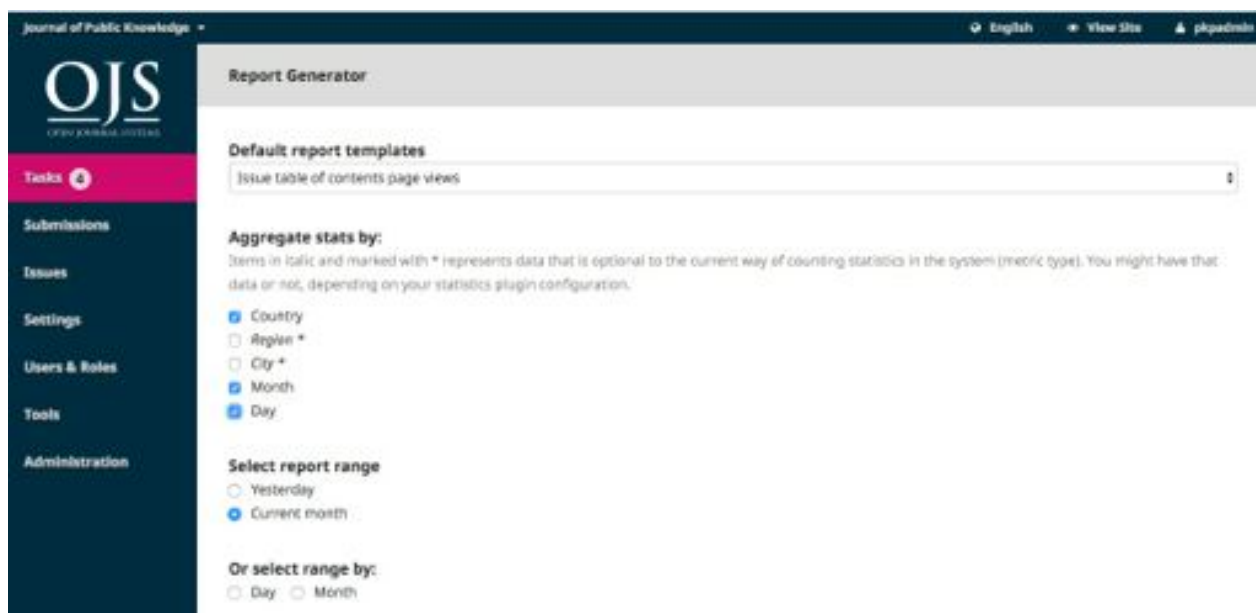 Journal of Public Knowledge
English View Site pkpadmin
OJS
OPEN JOURNAL SYSTEMS
Report Generator
Tasks 4
Submissions
Issues
Settings
Users & Roles
Tools
Administration
Default report templates
Issue table of contents page views
Aggregate stats by:
Items in italic and marked with * represents data that is optional to the current way of counting statistics in the system (metric type). You might have that
data or not, depending on your statistics plugin configuration.
Country
Region *
City *
Month
Day
Select report range
Yesterday
Current month
Or select range by:
Day Month